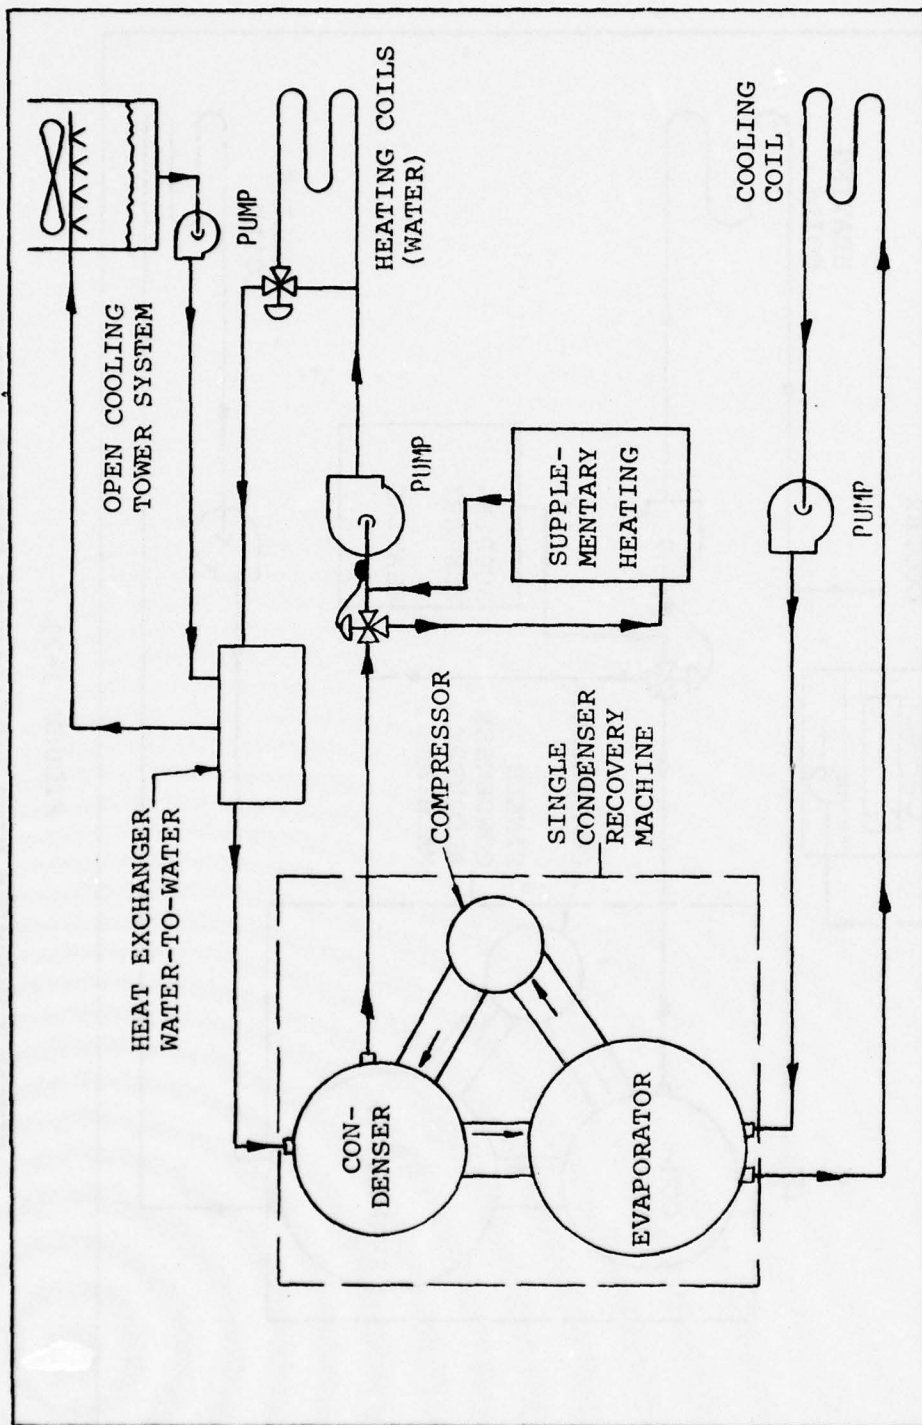 OPEN COOLING
TOWER SYSTEM
PUMP
HEATING COILS
(WATER)
HEAT EXCHANGER
WATER-TO-WATER
PUMP
SUPPLE-
MENTARY
HEATING
COMPRESSOR
SINGLE
CONDENSER
RECOVERY
MACHINE
CON-
DENSER
EVAPORATOR
COOLING
COIL
PUMP